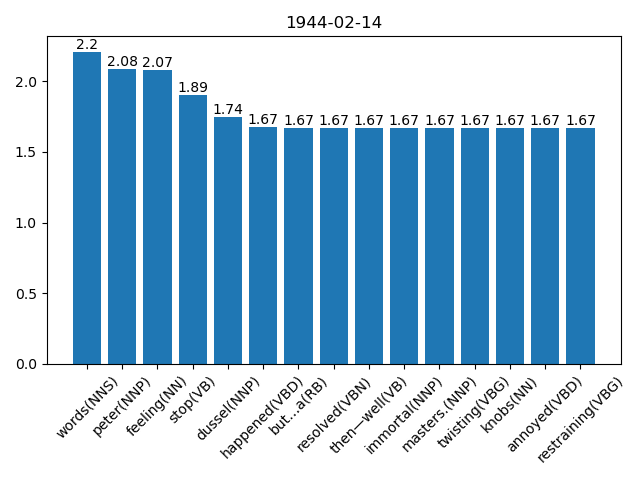 1944-02-14
2.2
2.08
2.07
1.89
1.74
1.67
1.67
1.67
1.67
1.67
1.67
1.67
1.67
1.67
1.67
2.0
1.5
1.0
0.5
0.0
words(NNS)
peter(NNP)
feeling(NN)
stop(VB)
dussel(NNP)
happened(VBD)
but...a(RB)
resolved(VBN)
then—well(VB)
immortal(NNP)
masters.(NNP)
twisting(VBG)
knobs(NN)
annoyed(VBD)
restraining(VBG)